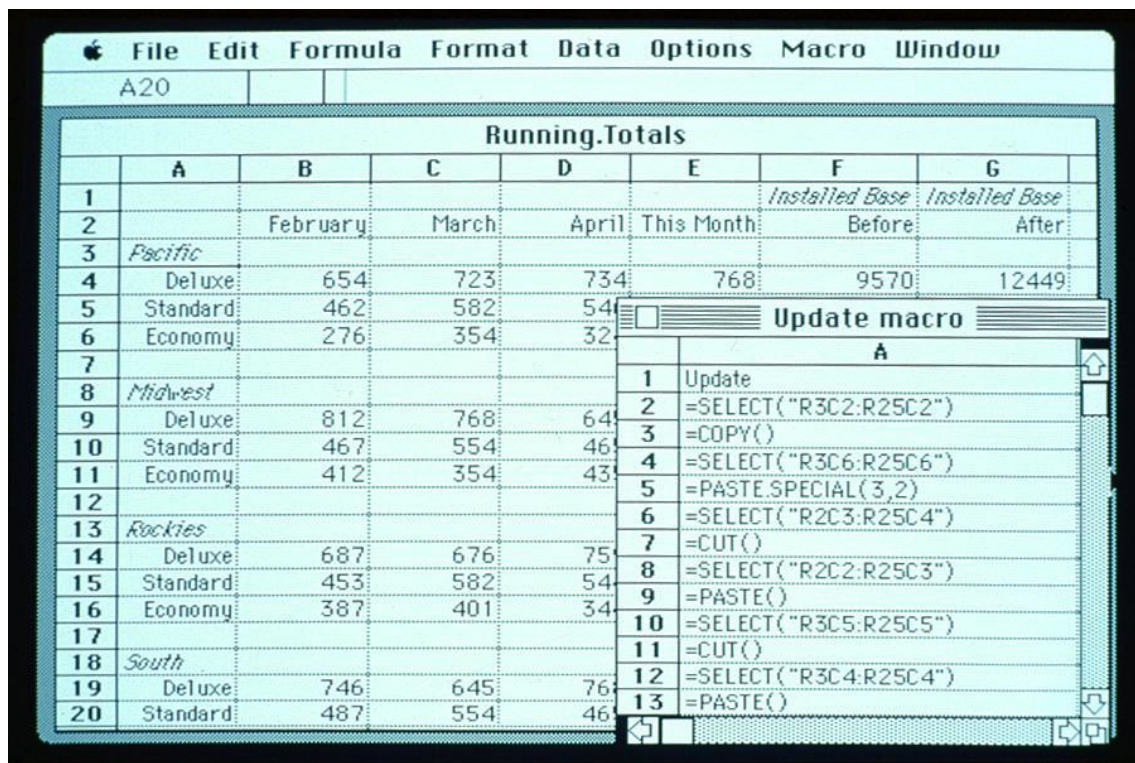 File Edit Formula Format Data Options Macro Window
A20
Running.Totals
A B C D E F G
1 Installed Base Installed Base
2 February March April This Month Before After
3 Pacific
4 Deluxe 654 723 734 768 9570 12449
5 Standard 462 582
6 Economy 276 354
7
8 Midwest
9 Deluxe 812 768
10 Standard 467 554
11 Economy 412 354
12
13 Rockies
14 Deluxe 687 676
15 Standard 453 582
16 Economy 387 401
17
18 South
19 Deluxe 746 645
20 Standard 487 554
Update macro
A
1 Update
2 =SELECT("R3C2:R25C2")
3 =COPY()
4 =SELECT("R3C6:R25C6")
5 =PASTE.SPECIAL(3,2)
6 =SELECT("R2C3:R25C4")
7 =CUT()
8 =SELECT("R2C2:R25C3")
9 =PASTE()
10 =SELECT("R3C5:R25C5")
11 =CUT()
12 =SELECT("R3C4:R25C4")
13 =PASTE()